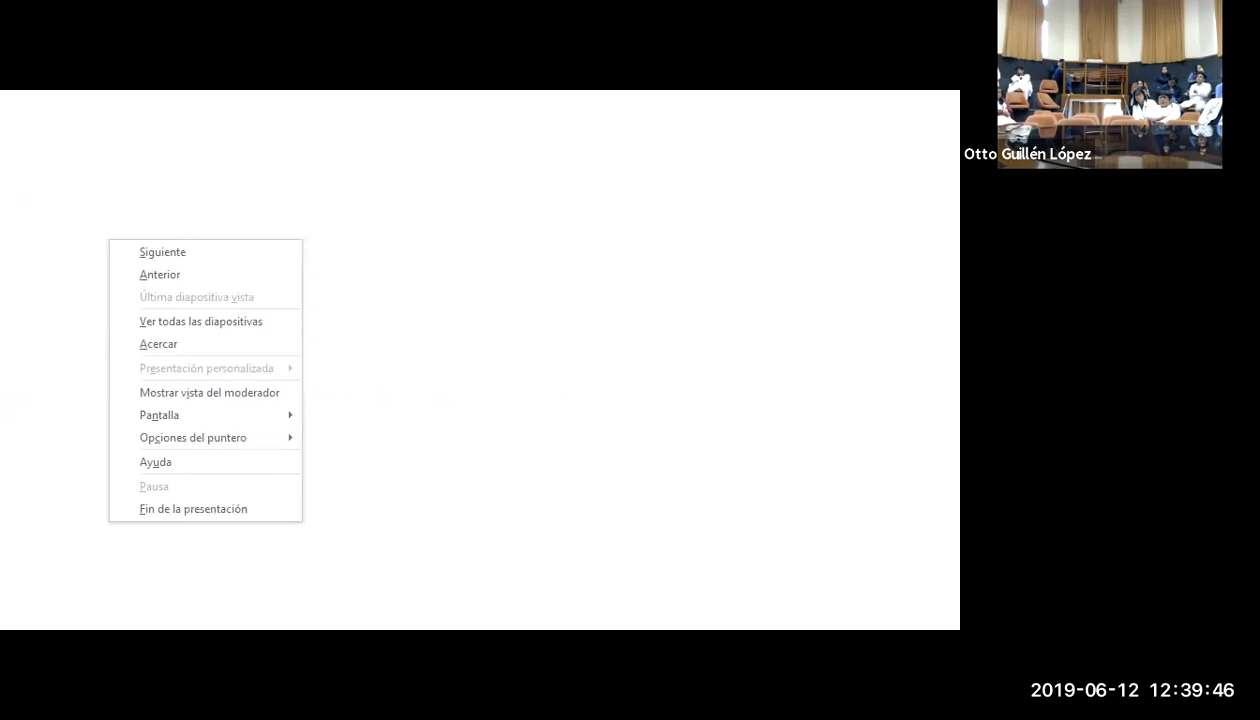 Otto Guillén López
Siguiente
Anterior
Última diapositiva vista
Ver todas las diapositivas
Acercar
Presentación personalizada
Mostrar vista del moderador
Pantalla
Opciones del puntero
Ayuda
Pausa
Fin de la presentación
2019-06-12 12:39:46